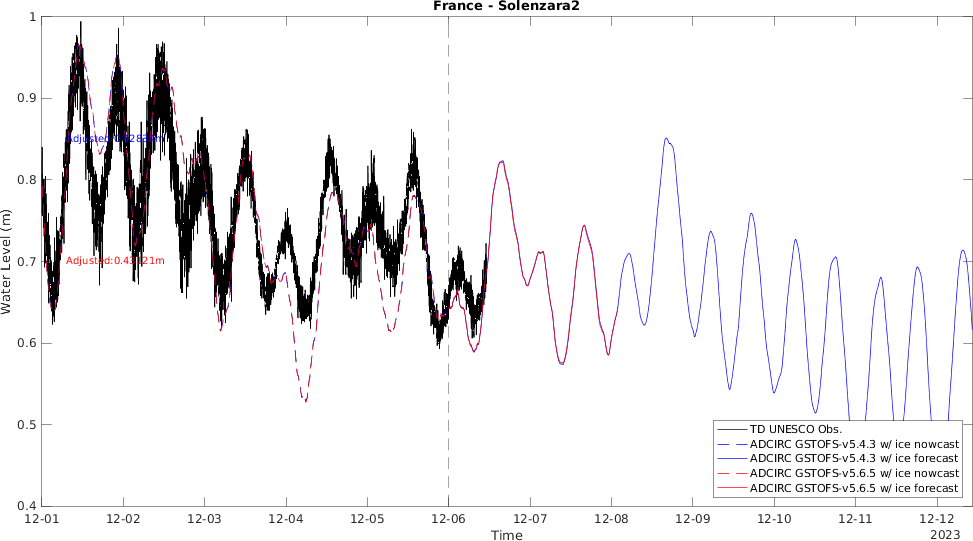 France - Solenzara2
1
0.9
0.8
0.7
0.6
0.5
0.4
Water Level (m)
Adjusted:0.43121m
12-01 12-02 12-03 12-04 12-05 12-06 12-07 12-08 12-09 12-10 12-11 12-12
Time
2023
TD UNESCO Obs.
ADCIRC GSTOFS-v5.4.3 w/ ice nowcast
ADCIRC GSTOFS-v5.4.3 w/ ice forecast
ADCIRC GSTOFS-v5.6.5 w/ ice nowcast
ADCIRC GSTOFS-v5.6.5 w/ ice forecast